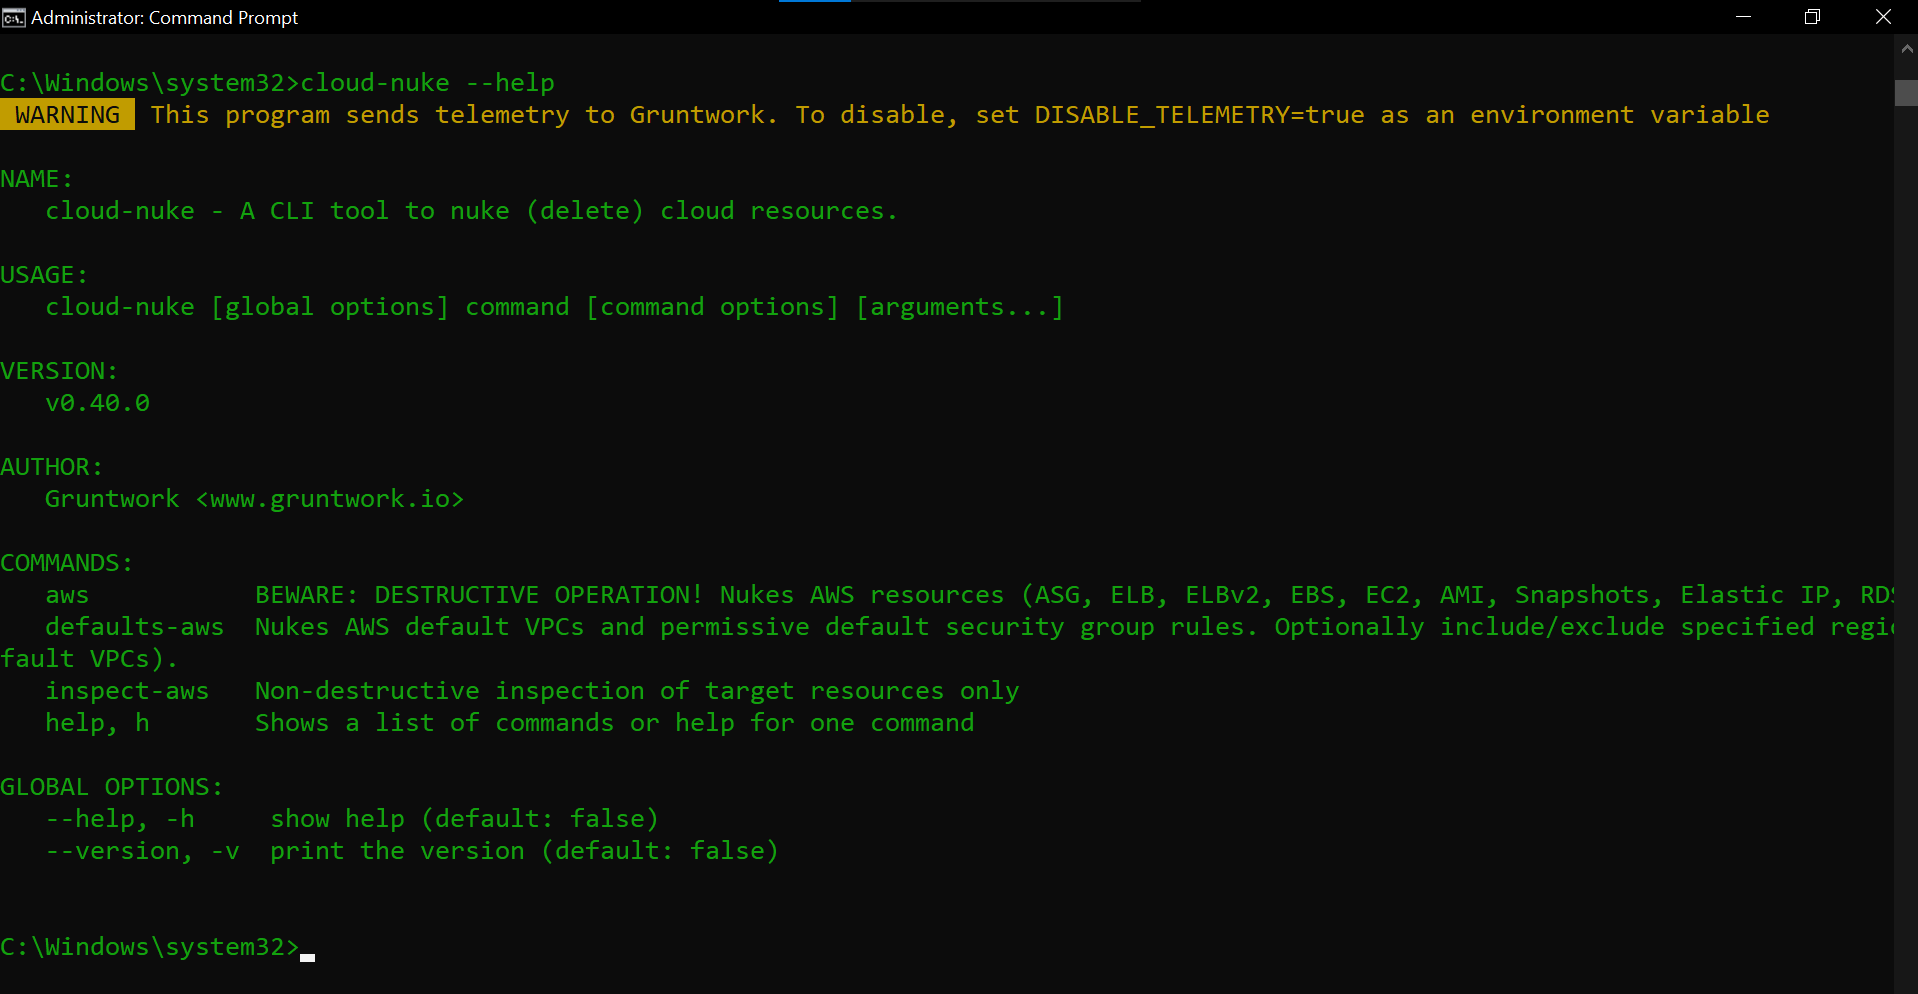 Administrator: Command Prompt
C:\Windows\system32>cloud-nuke --help
WARNING This program sends telemetry to Gruntwork. To disable, set DISABLE_TELEMETRY=true as an environment variable
NAME:
cloud-nuke - A CLI tool to nuke (delete) cloud resources.
USAGE:
cloud-nuke [global options] command [command options] [arguments...]
VERSION:
v0.40.0
AUTHOR:
Gruntwork <www.gruntwork.io>
COMMANDS:
aws BEWARE: DESTRUCTIVE OPERATION! Nukes AWS resources (ASG, ELB, ELBv2, EBS, EC2, AMI, Snapshots, Elastic IP, RDS
defaults-aws Nukes AWS default VPCs and permissive default security group rules. Optionally include/exclude specified
fault VPCs).
inspect-aws Non-destructive inspection of target resources only
help, h Shows a list of commands or help for one command
GLOBAL OPTIONS:
--help, -h show help (default: false)
--version, -v print the version (default: false)
C:\Windows\system32>